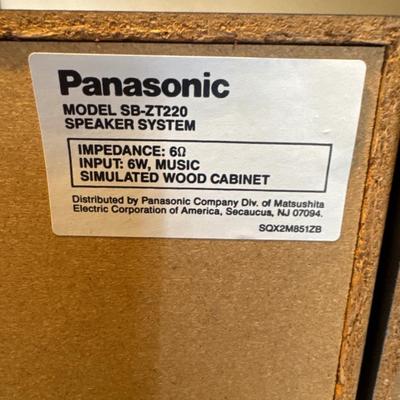 Panasonic
MODEL SB-ZT220
SPEAKER SYSTEM
IMPEDANCE: 6Ω
INPUT: 6W, MUSIC
SIMULATED WOOD CABINET
Distributed by Panasonic Company Div. of Matsushita
Electric Corporation of America, Secaucus, NJ 07094.
SQX2M851ZB